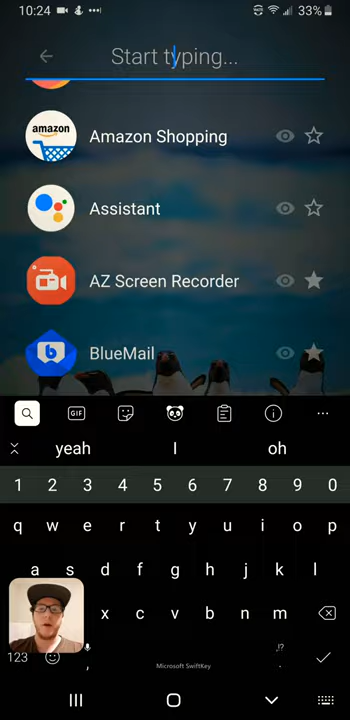 10:24
33%
Start typing...
amazon
Amazon Shopping
Assistant
AZ Screen Recorder
b
BlueMail
GIF
yeah I oh
1 2 3 4 5 6 7 8 9 0
q w e r t y u i o p
a s d f g h j k l
x c v b n m
,!?
123 , Microsoft SwiftKey .